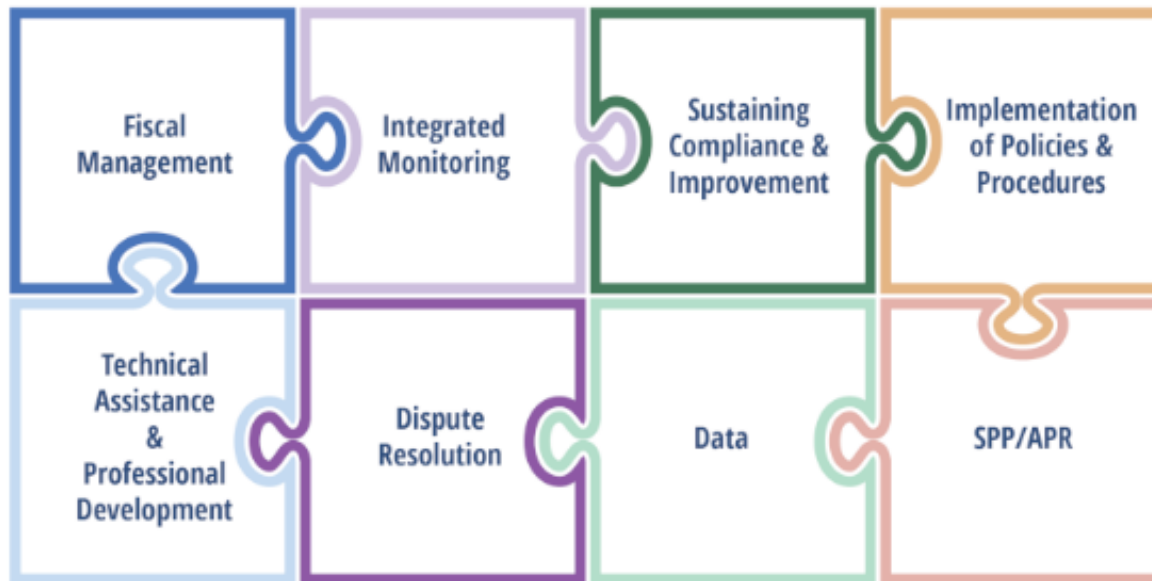 Fiscal
Management
Integrated
Monitoring
Sustaining
Compliance &
Improvement
Implementation
of Policies &
Procedures
Technical
Assistance
&
Professional
Development
Dispute
Resolution
Data
SPP/APR